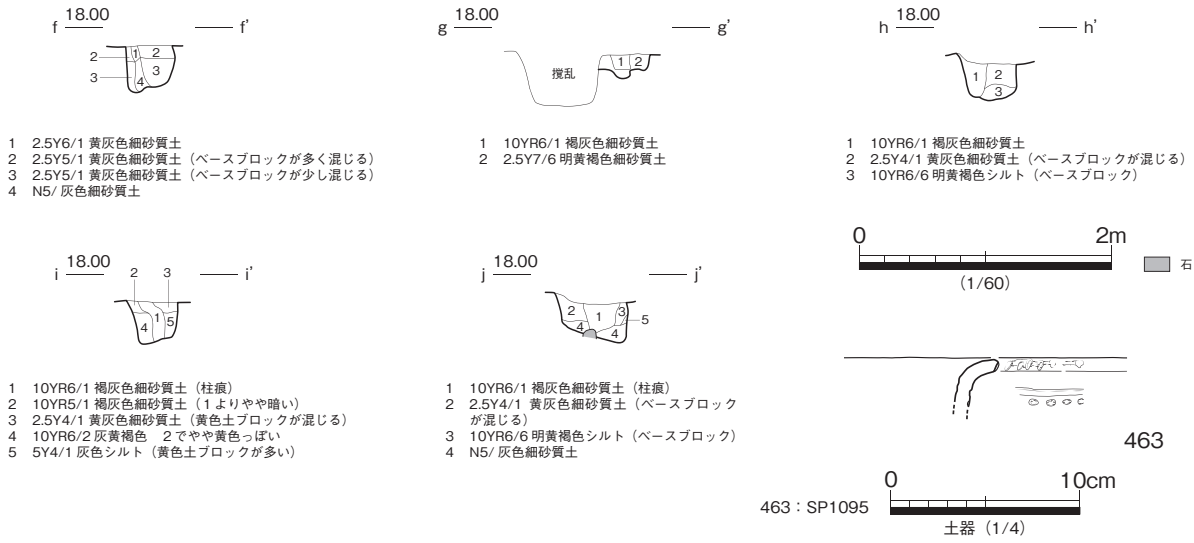 f 18.00 f’
1 2
2 3
3 4
1 2.5Y6/1 黄灰色細砂質土
2 2.5Y5/1 黄灰色細砂質土（ベースブロックが多く混じる）
3 2.5Y5/1 黄灰色細砂質土（ベースブロックが少し混じる）
4 N5/ 灰色細砂質土
g 18.00 g’
撹乱 1 2
1 10YR6/1 褐灰色細砂質土
2 2.5Y7/6 明黄褐色細砂質土
h 18.00 h’
1 2
3
1 10YR6/1 褐灰色細砂質土
2 2.5Y4/1 黄灰色細砂質土（ベースブロックが混じる）
3 10YR6/6 明黄褐色シルト（ベースブロック）
i 18.00 i’
2 3
4 1 5
1 10YR6/1 褐灰色細砂質土（柱痕）
2 10YR5/1 褐灰色細砂質土（１よりやや暗い）
3 2.5Y4/1 黄灰色細砂質土（黄色土ブロックが混じる）
4 10YR6/2 灰黄褐色　２でやや黄色っぽい
5 5Y4/1 灰色シルト（黄色土ブロックが多い）
j 18.00 j’
2 1 3
4 4 5
1 10YR6/1 褐灰色細砂質土（柱痕）
2 2.5Y4/1 黄灰色細砂質土（ベースブロック
が混じる）
3 10YR6/6 明黄褐色シルト（ベースブロック）
4 N5/ 灰色細砂質土
0 2m
（1/60）
石
463
463：SP1095
0 10cm
土器（1/4）